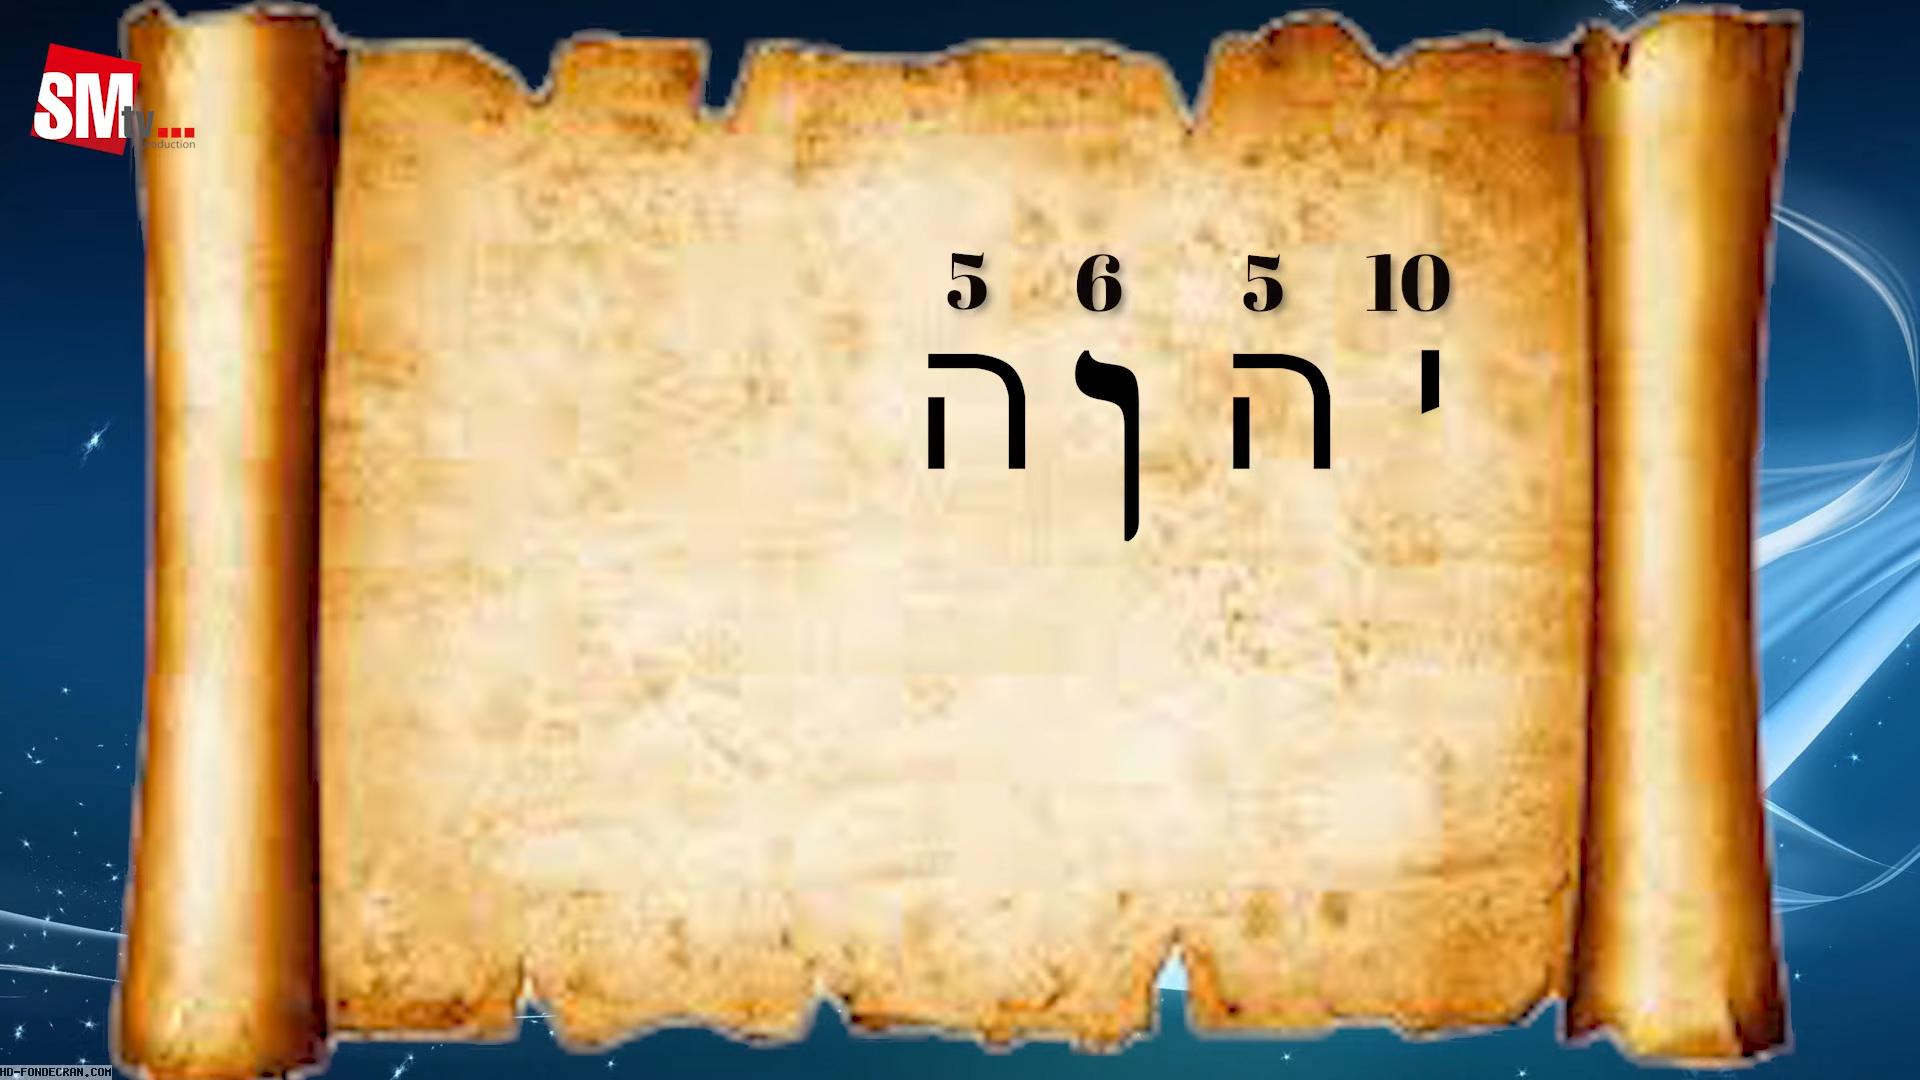 SMtv...
production
5 6 5 10
יהוה
HD-FONDECRAN.COM